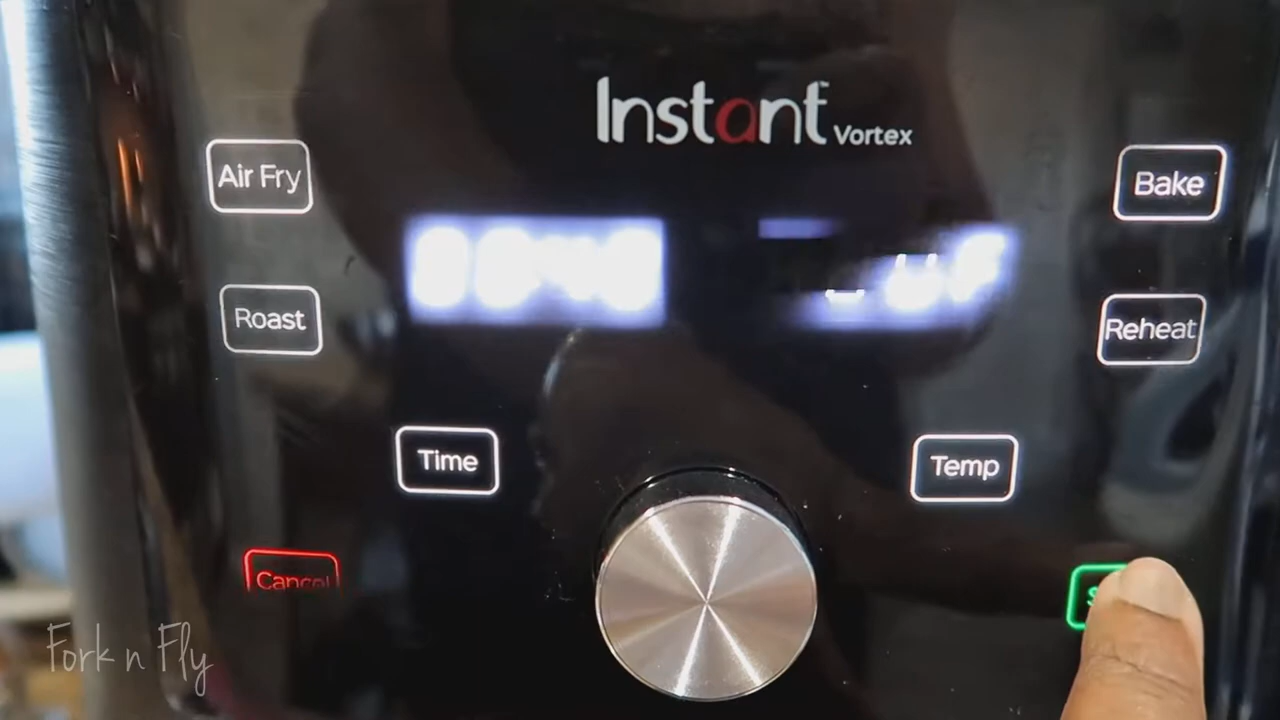 Instant Vortex
Air Fry
Bake
Roast
Reheat
Time
Temp
Cancel
Fork n Fly